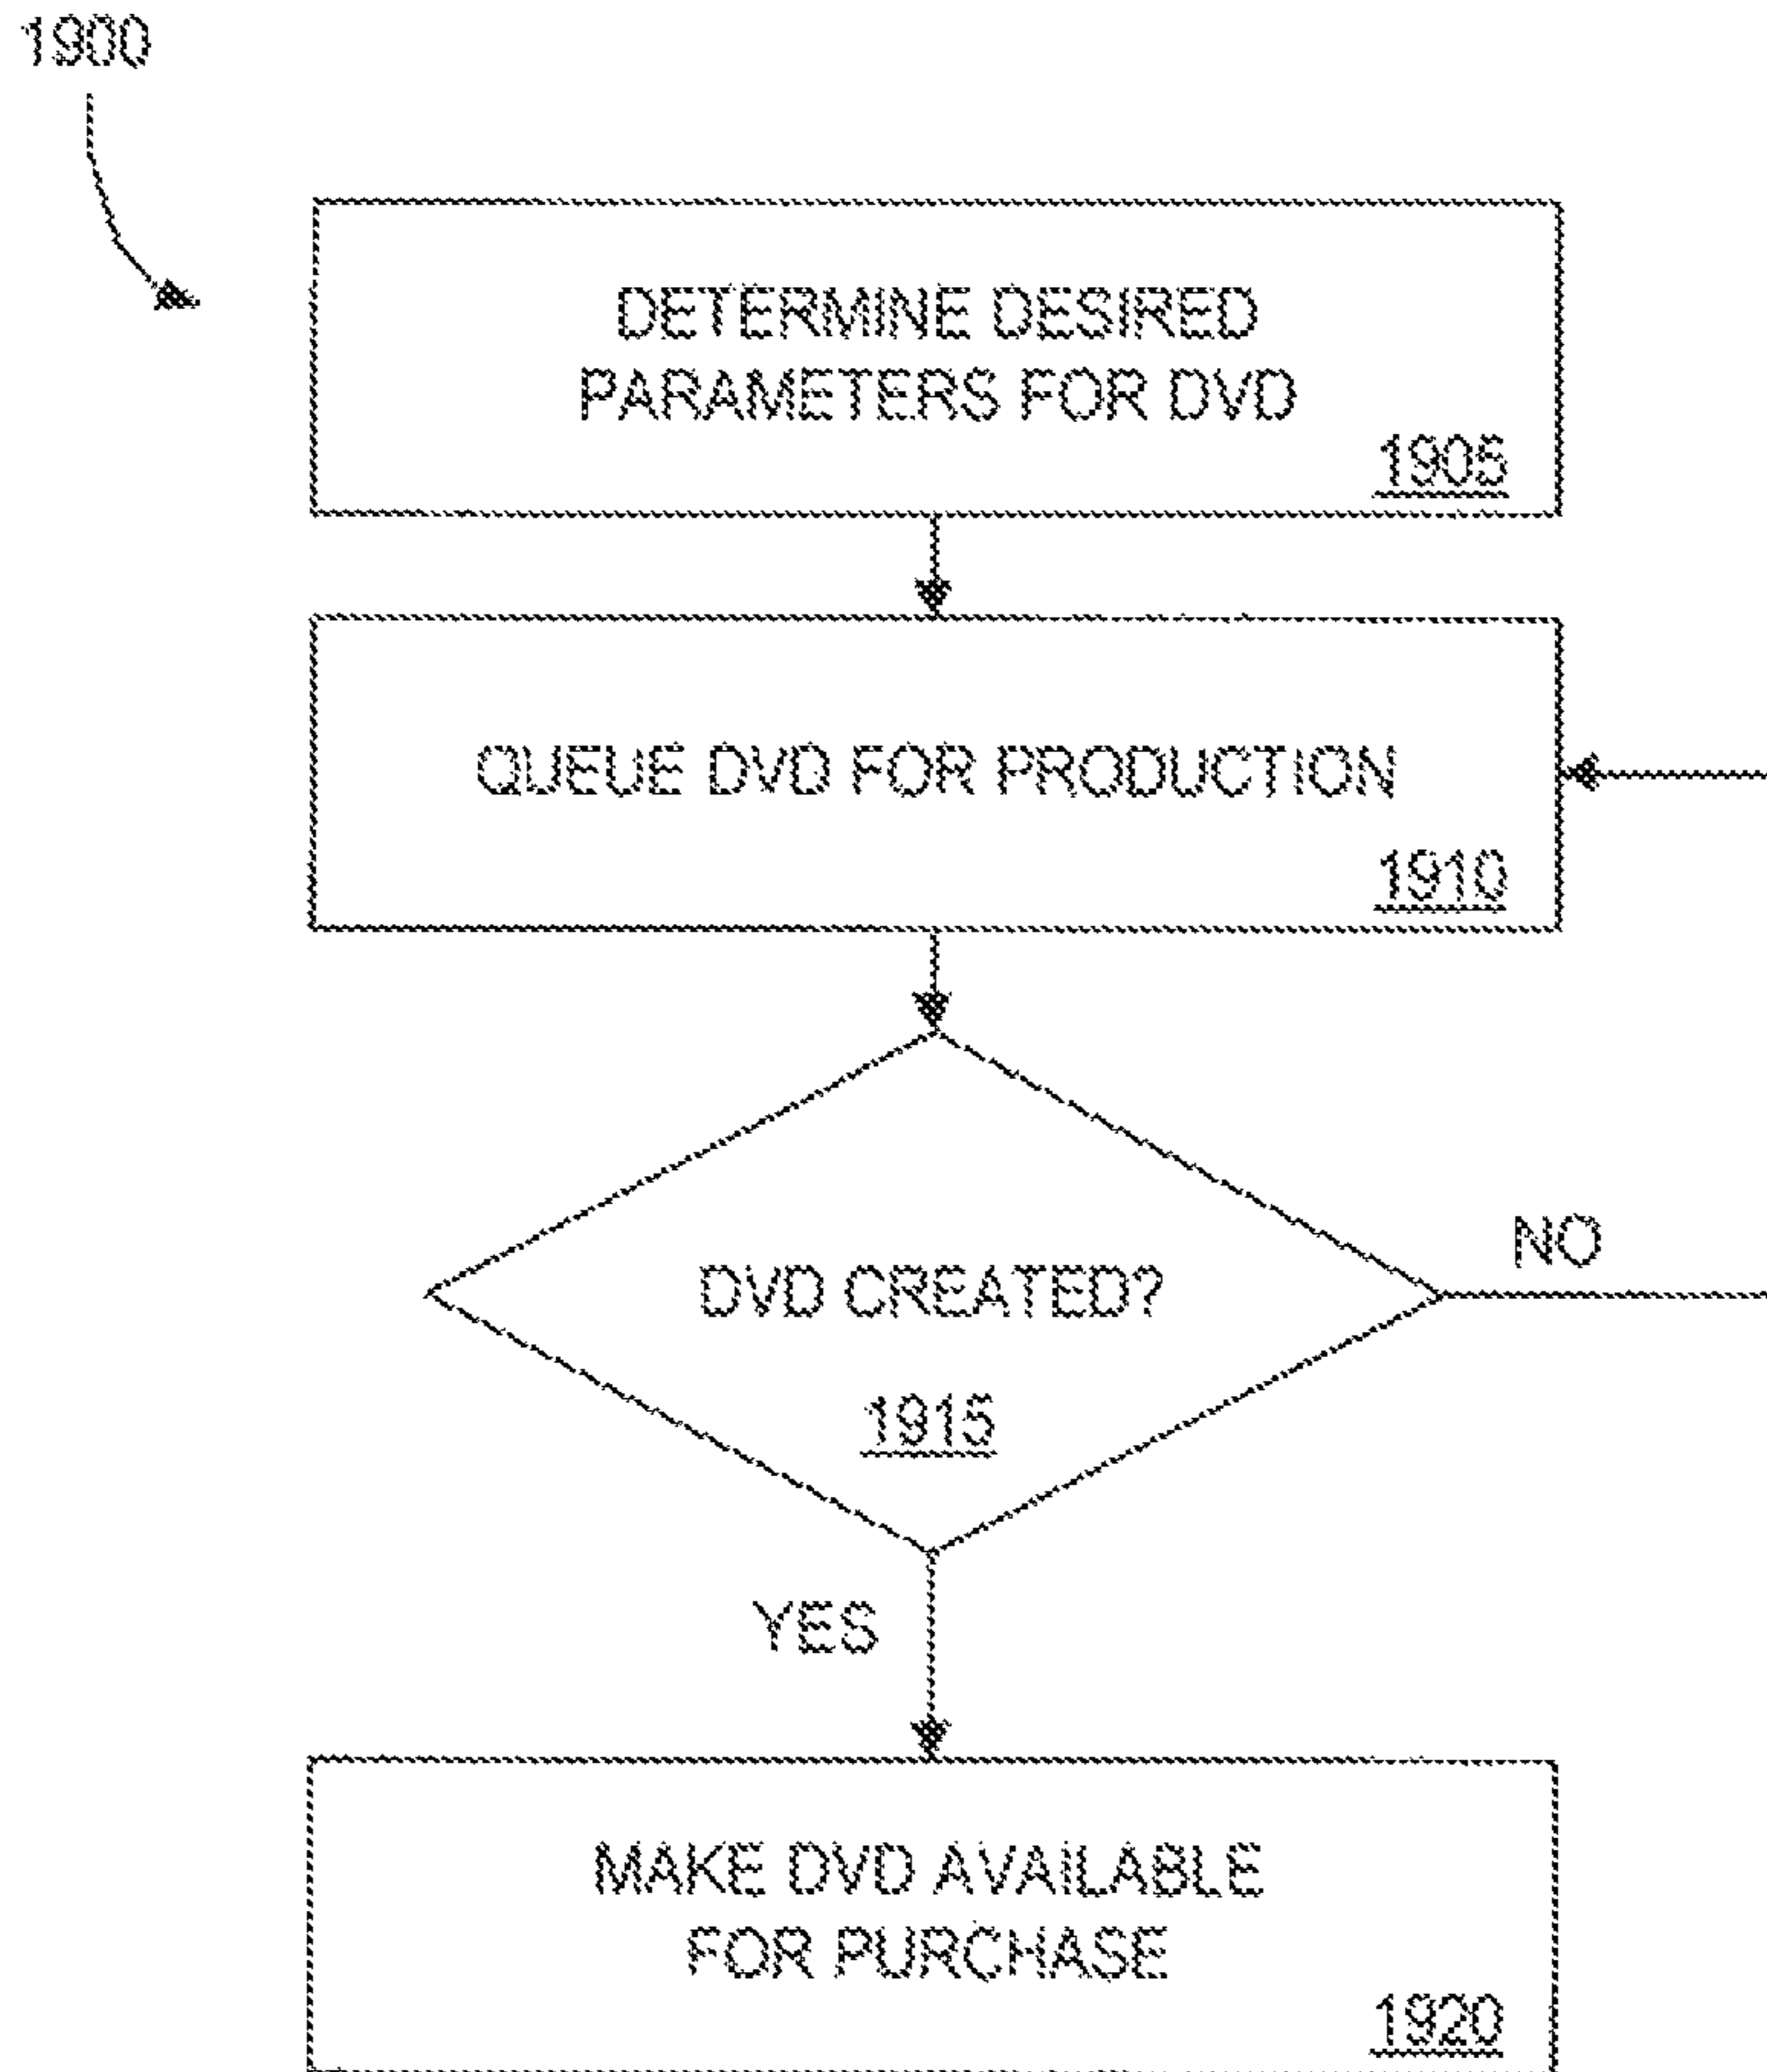 1900
DETERMINE DESIRED
PARAMETERS FOR DVD
1905
QUEUE DVD FOR PRODUCTION
1910
DVD CREATED?
1915
NO
YES
MAKE DVD AVAILABLE
FOR PURCHASE
1920